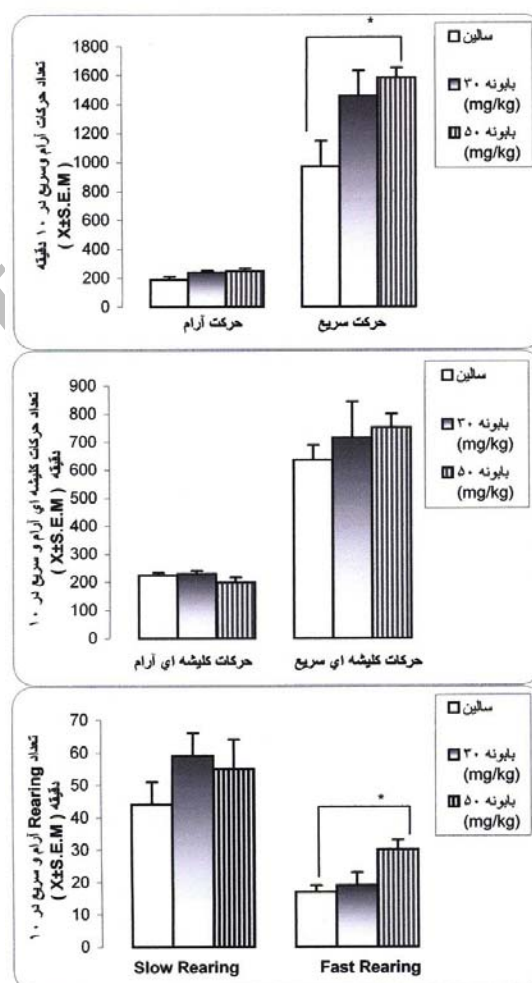 تعداد حرکات آرام وسریع در ۱۰ دقیقه
( X±S.E.M )
1800
1600
1400
1200
1000
800
600
400
200
0
*
حرکت آرام
حرکت سریع
سالین
بابونه ۳۰
(mg/kg)
بابونه ۵۰
(mg/kg)
تعداد حرکات کلیشه اي آرام و سریع در ۱۰
دقیقه ( X±S.E.M )
900
800
700
600
500
400
300
200
100
0
حرکات کلیشه اي آرام
حرکات کلیشه اي سریع
سالین
بابونه ۳۰
(mg/kg)
بابونه ۵۰
(mg/kg)
تعداد Rearing آرام و سریع در ۱۰
دقیقه ( X±S.E.M )
70
60
50
40
30
20
10
0
*
Slow Rearing
Fast Rearing
سالین
بابونه ۳۰
(mg/kg)
بابونه ۵۰
(mg/kg)